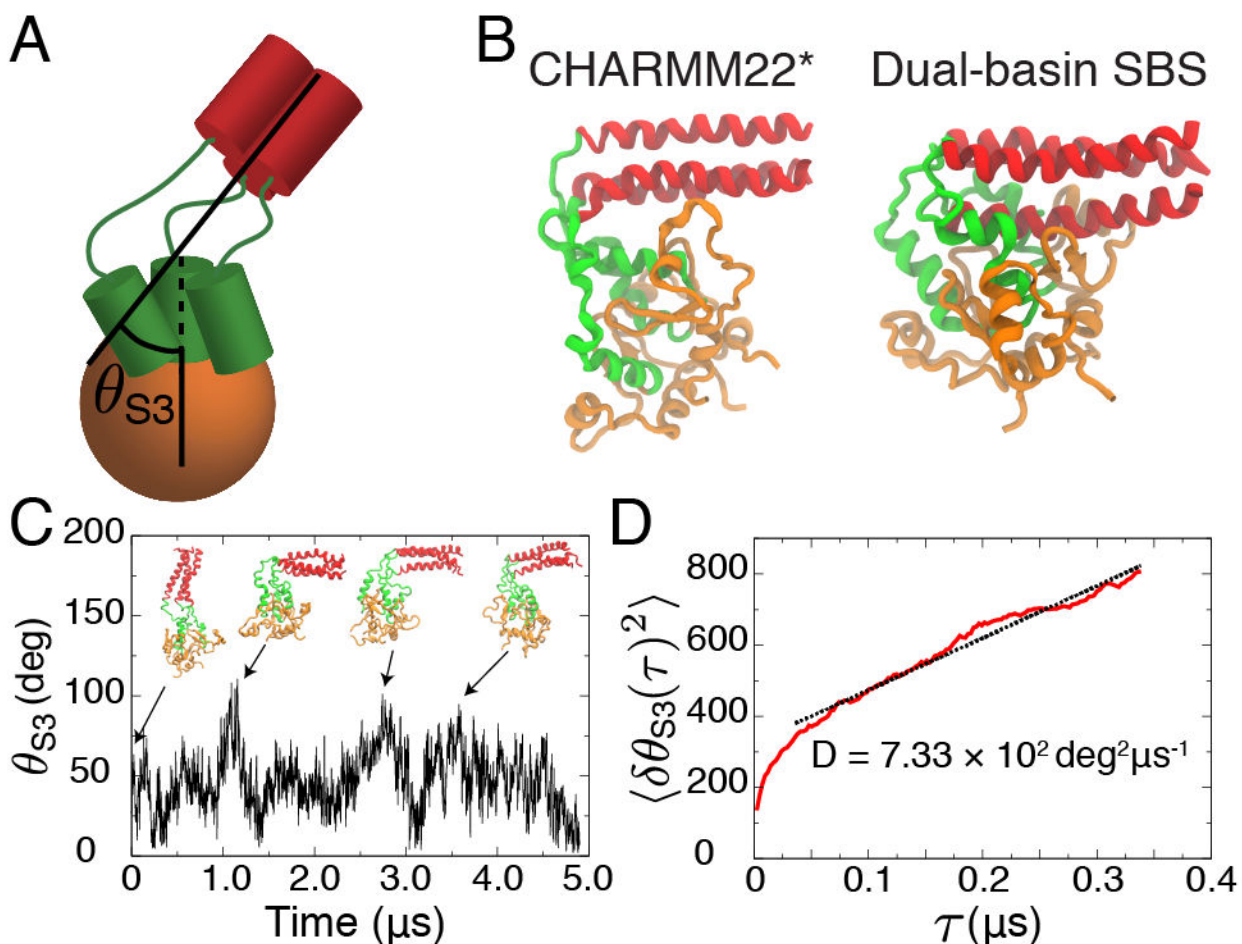 A
θS3
B
CHARMM22*
Dual-basin SBS
C
θS3 (deg)
200
150
100
50
0
0
1.0
2.0
3.0
4.0
5.0
Time (μs)
D
⟨δθS3(τ)²⟩
800
600
400
200
0
D = 7.33 × 10² deg²μs⁻¹
0
0.1
0.2
0.3
0.4
τ(μs)